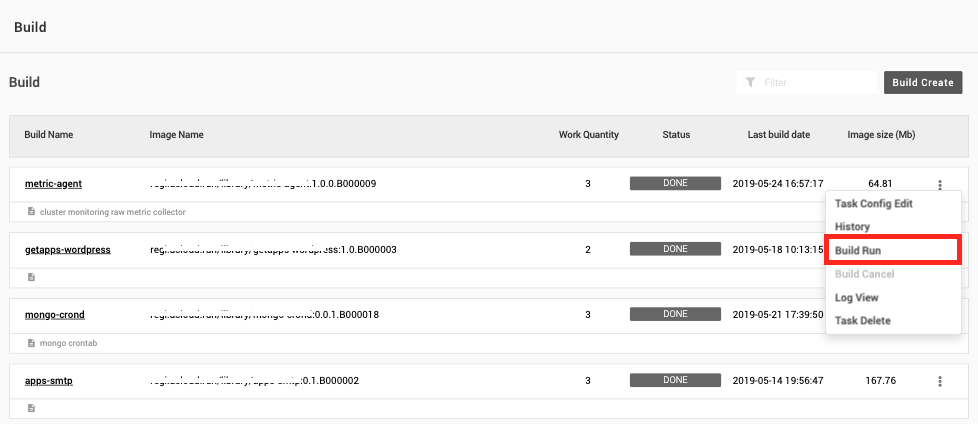 Build
Build
Filter
Build Create
Build Name Image Name Work Quantity Status Last build date Image size (Mb)
metric-agent :1.0.0.B000009 3 DONE 2019-05-24 16:57:17 64.81
cluster monitoring raw metric collector
Task Config Edit
History
getapps-wordpress :1.0.B000003 2 DONE 2019-05-18 10:13:15
Build Run
Build Cancel
Log View
mongo-crond :0.0.1.B000018 3 DONE 2019-05-21 17:39:50
Task Delete
mongo crontab
apps-smtp :0.1.B000002 3 DONE 2019-05-14 19:56:47 167.76